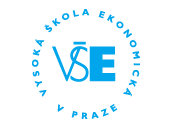 VYSOKÁ ŠKOLA EKONOMICKÁ
V PRAZE
VŠE